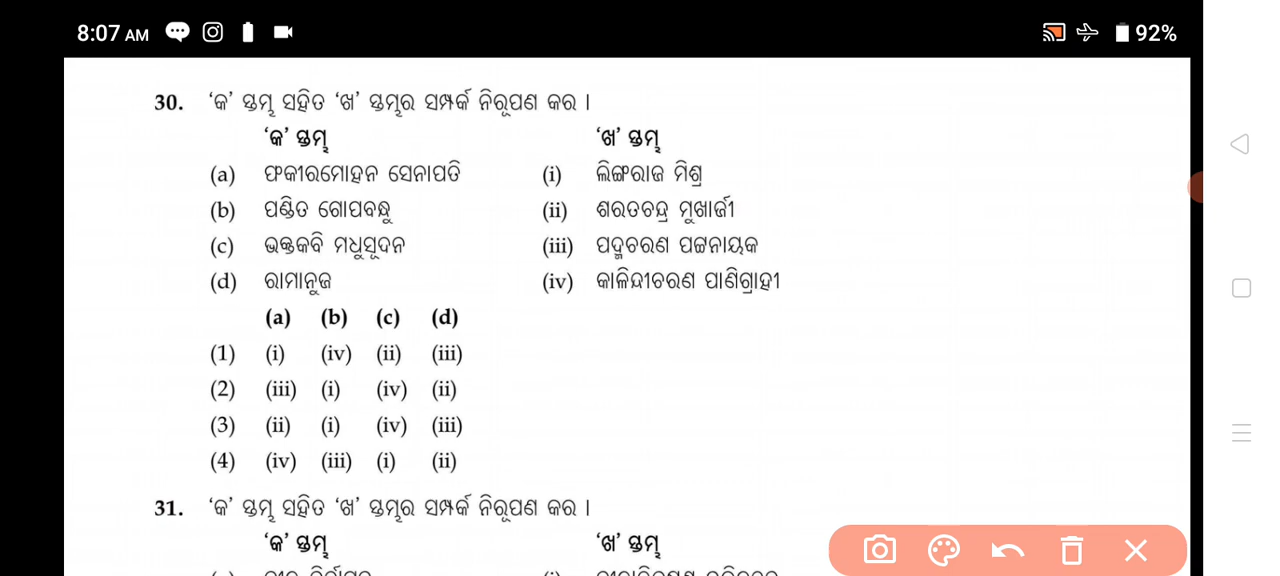 8:07 AM 92%
30. ‘କ’ ସ୍ତମ୍ଭ ସହିତ ‘ଖ’ ସ୍ତମ୍ଭର ସମ୍ପର୍କ ନିରୂପଣ କର ।
‘କ’ ସ୍ତମ୍ଭ ‘ଖ’ ସ୍ତମ୍ଭ
(a) ଫକୀରମୋହନ ସେନାପତି (i) ଲିଙ୍ଗରାଜ ମିଶ୍ର
(b) ପଣ୍ଡିତ ଗୋପବନ୍ଧୁ (ii) ଶରତଚନ୍ଦ୍ର ମୁଖାର୍ଜୀ
(c) ଭକ୍ତକବି ମଧୁସୂଦନ (iii) ପଦ୍ମଚରଣ ପଟ୍ଟନାୟକ
(d) ରାମାନୁଜ (iv) କାଳିନ୍ଦୀଚରଣ ପାଣିଗ୍ରାହୀ
(a) (b) (c) (d)
(1) (i) (iv) (ii) (iii)
(2) (iii) (i) (iv) (ii)
(3) (ii) (i) (iv) (iii)
(4) (iv) (iii) (i) (ii)
31. ‘କ’ ସ୍ତମ୍ଭ ସହିତ ‘ଖ’ ସ୍ତମ୍ଭର ସମ୍ପର୍କ ନିରୂପଣ କର ।
‘କ’ ସ୍ତମ୍ଭ ‘ଖ’ ସ୍ତମ୍ଭ